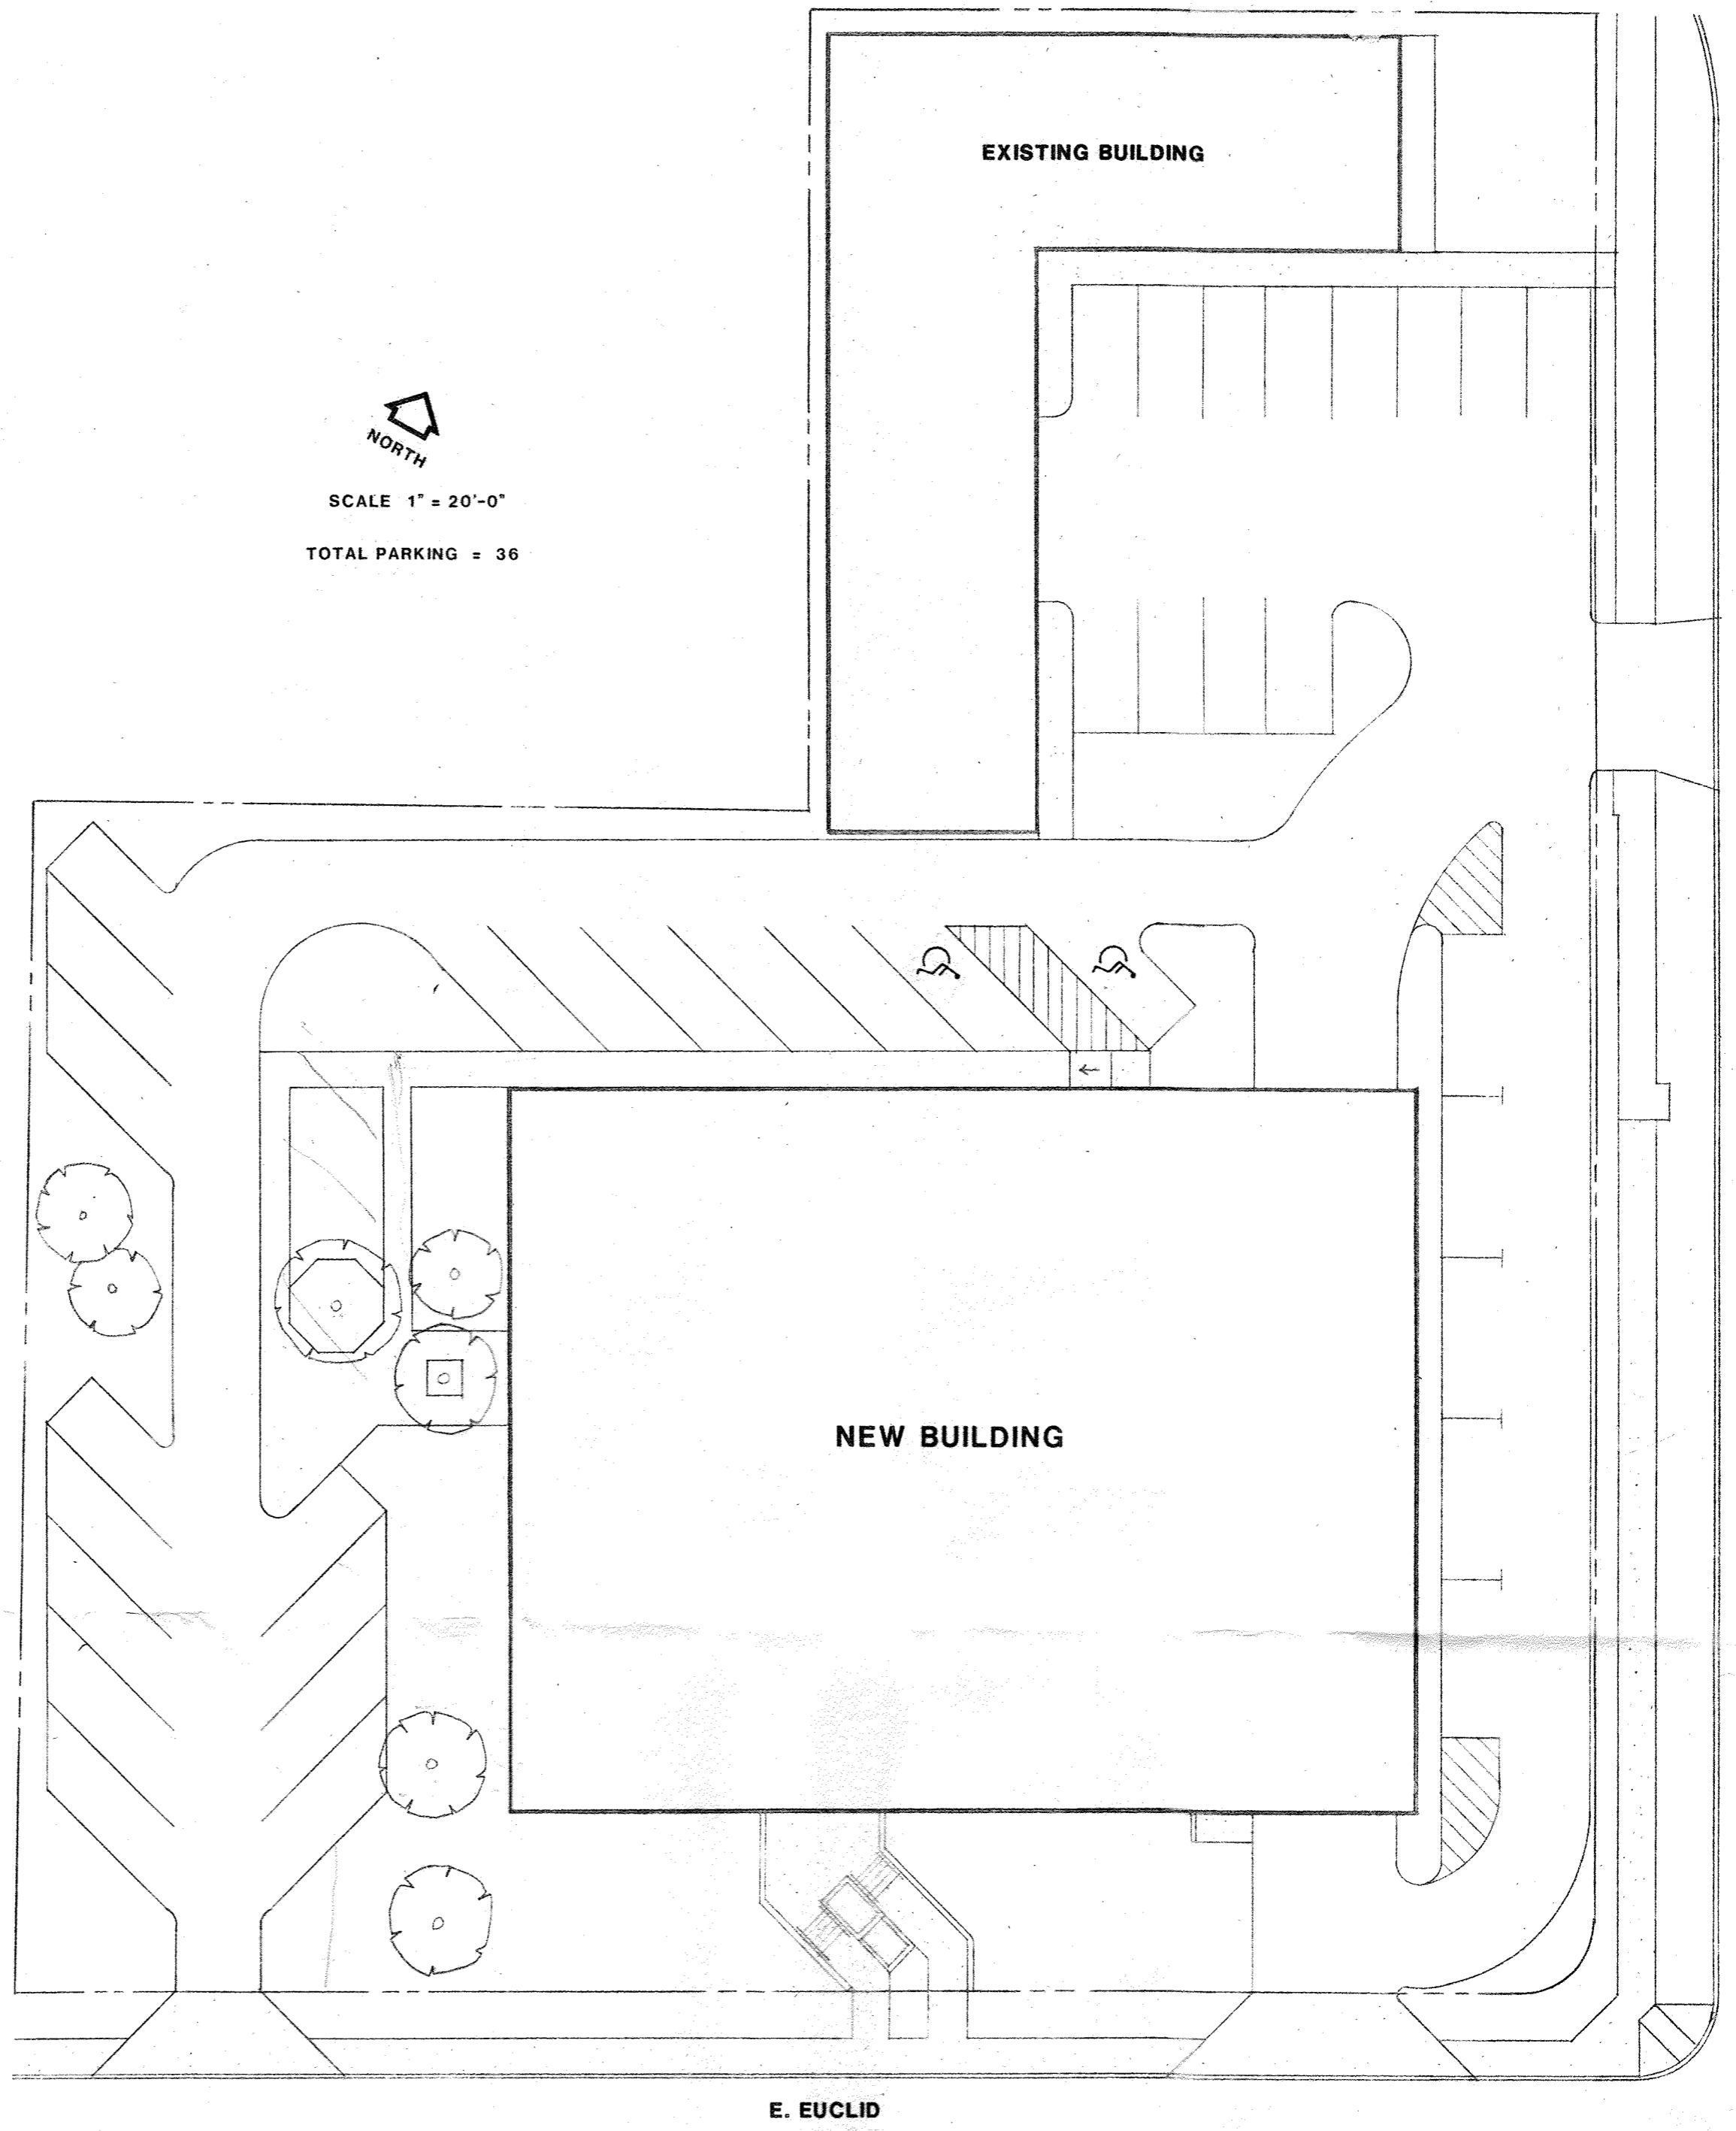 EXISTING BUILDING
NORTH
SCALE 1" = 20'-0"
TOTAL PARKING = 36
NEW BUILDING
E. EUCLID